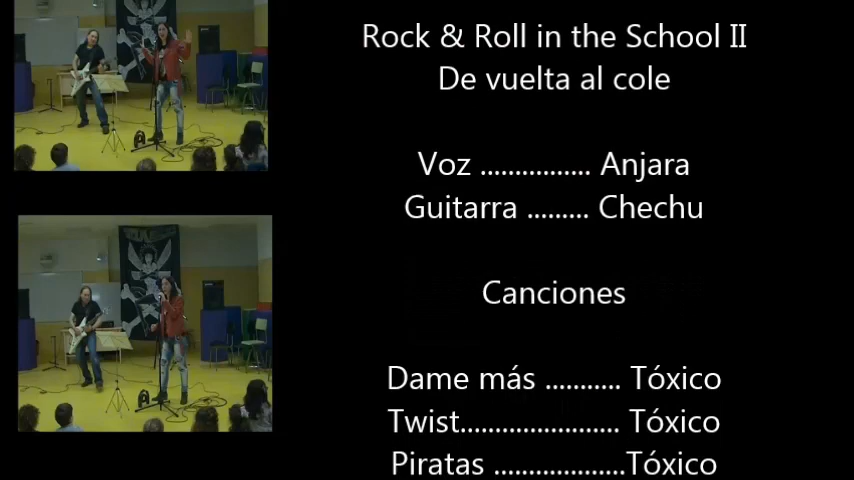 Rock & Roll in the School II
De vuelta al cole
Voz ................ Anjara
Guitarra ......... Chechu
Canciones
Dame más ........... Tóxico
Twist....................... Tóxico
Piratas ...................Tóxico